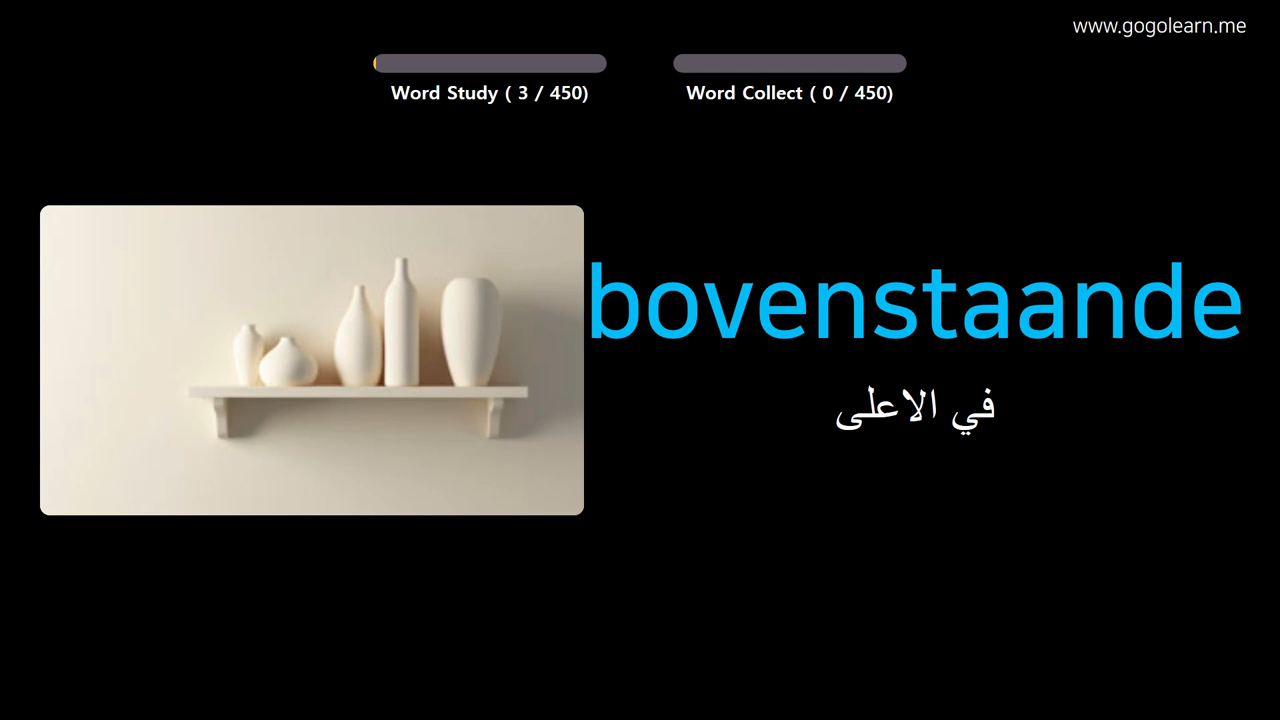 www.gogolearn.me
Word Study ( 3 / 450)
Word Collect ( 0 / 450)
bovenstaande
في الاعلى